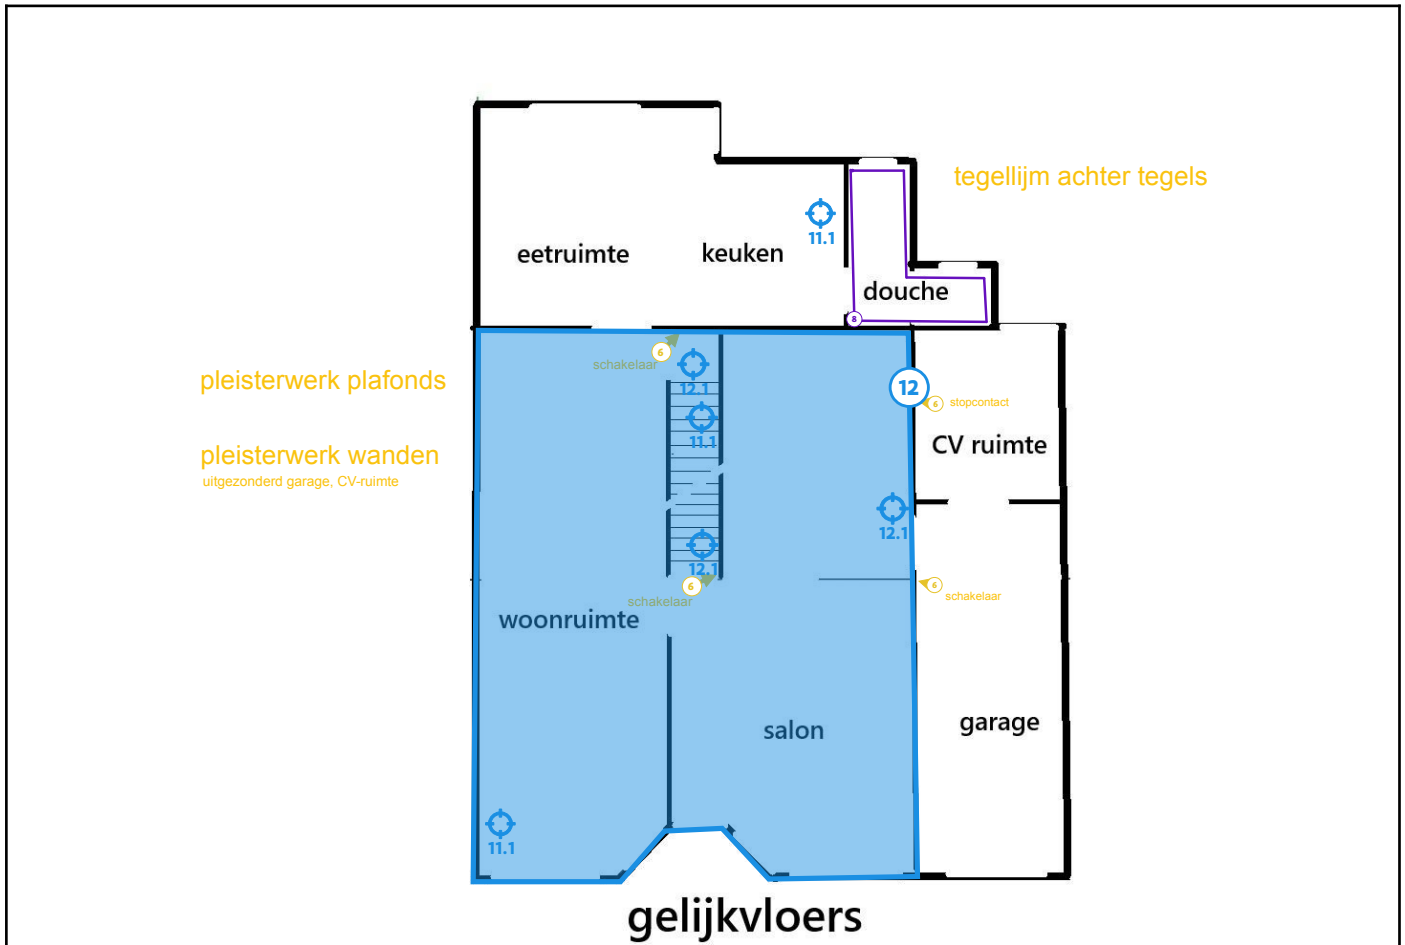 tegellijm achter tegels
11.1
eetruimte
keuken
douche
8
schakelaar
6
12.1
pleisterwerk plafonds
12
6
stopcontact
11.1
CV ruimte
pleisterwerk wanden
uitgezonderd garage, CV-ruimte
12.1
12.1
6
schakelaar
6
schakelaar
woonruimte
salon
garage
11.1
gelijkvloers